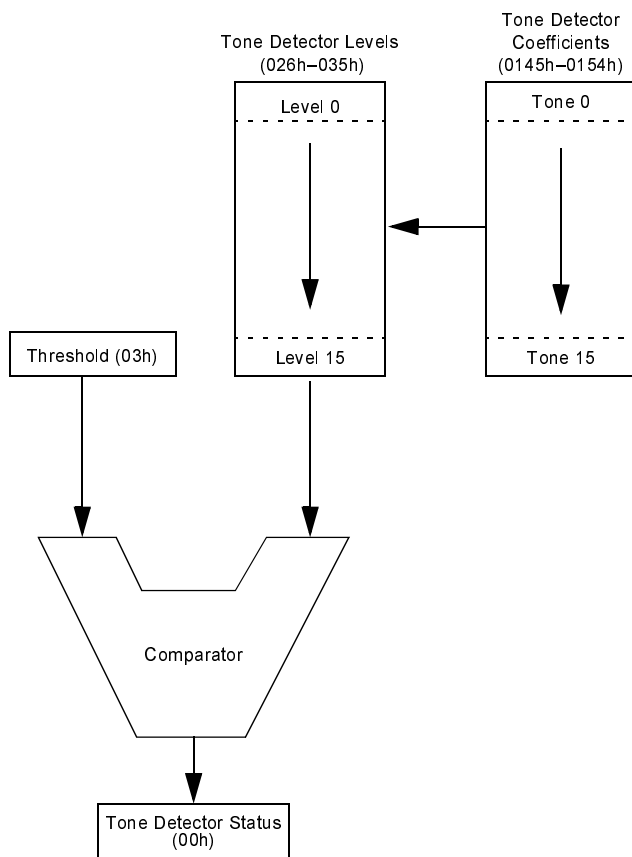 Tone Detector Levels
(026h–035h)
Tone Detector
Coefficients
(0145h–0154h)
Level 0
Tone 0
Threshold (03h)
Level 15
Tone 15
Comparator
Tone Detector Status
(00h)